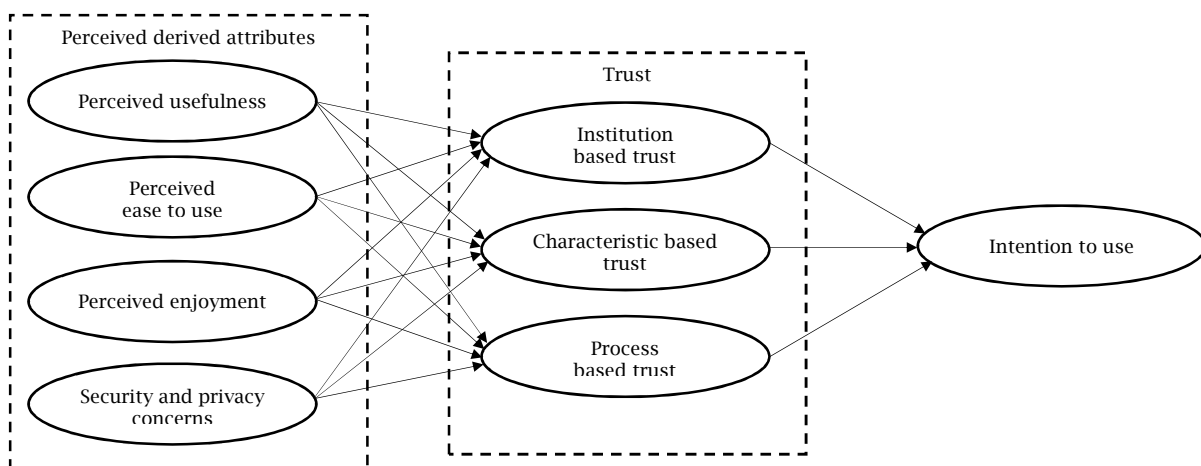 Perceived derived attributes
Perceived usefulness
Perceived
ease to use
Perceived enjoyment
Security and privacy
concerns
Trust
Institution
based trust
Characteristic based
trust
Process
based trust
Intention to use